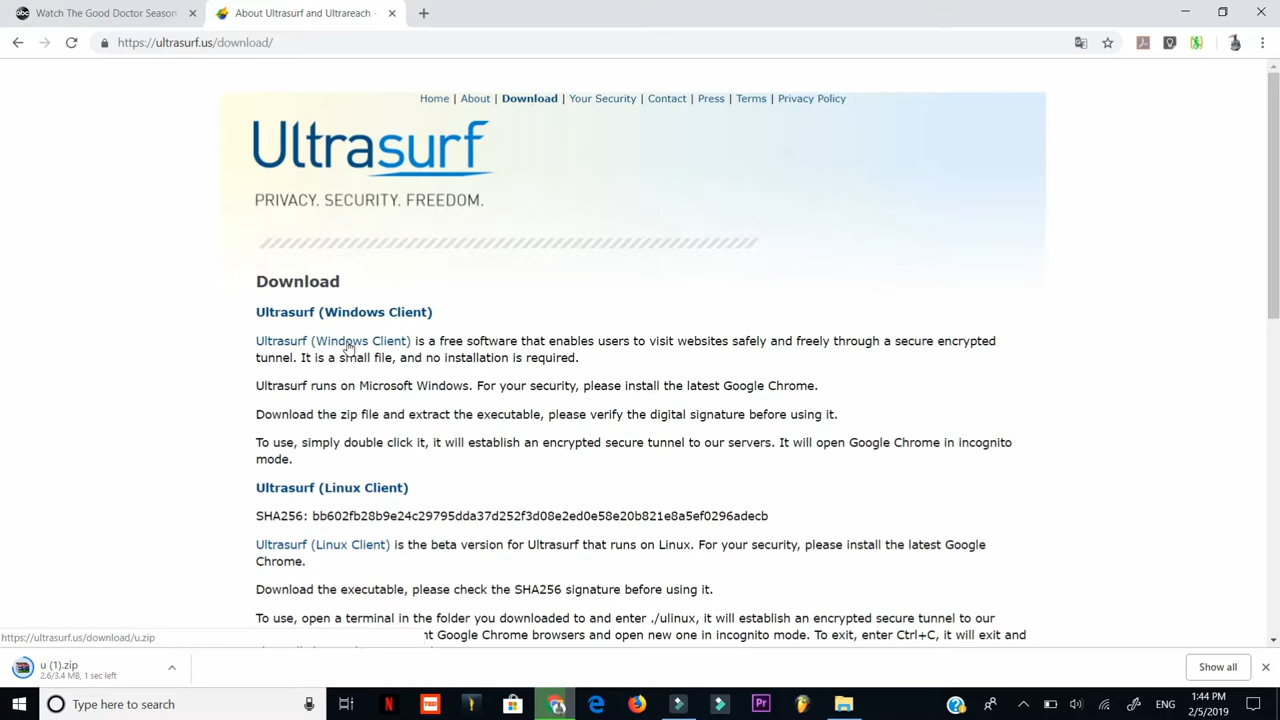 abc Watch The Good Doctor Season
About Ultrasurf and Ultrareach -
https://ultrasurf.us/download/
Home | About | Download | Your Security | Contact | Press | Terms | Privacy Policy
Ultrasurf
PRIVACY. SECURITY. FREEDOM.
Download
Ultrasurf (Windows Client)
Ultrasurf (Windows Client) is a free software that enables users to visit websites safely and freely through a secure encrypted
tunnel. It is a small file, and no installation is required.
Ultrasurf runs on Microsoft Windows. For your security, please install the latest Google Chrome.
Download the zip file and extract the executable, please verify the digital signature before using it.
To use, simply double click it, it will establish an encrypted secure tunnel to our servers. It will open Google Chrome in incognito
mode.
Ultrasurf (Linux Client)
SHA256: bb602fb28b9e24c29795dda37d252f3d08e2ed0e58e20b821e8a5ef0296adecb
Ultrasurf (Linux Client) is the beta version for Ultrasurf that runs on Linux. For your security, please install the latest Google
Chrome.
Download the executable, please check the SHA256 signature before using it.
To use, open a terminal in the folder you downloaded to and enter ./ulinux, it will establish an encrypted secure tunnel to our
https://ultrasurf.us/download/u.zip
Google Chrome browsers and open new one in incognito mode. To exit, enter Ctrl+C, it will exit and
u (1).zip
2.6/3.4 MB, 1 sec left
Show all
Type here to search
N
TED
Pr
ENG
1:44 PM
2/5/2019